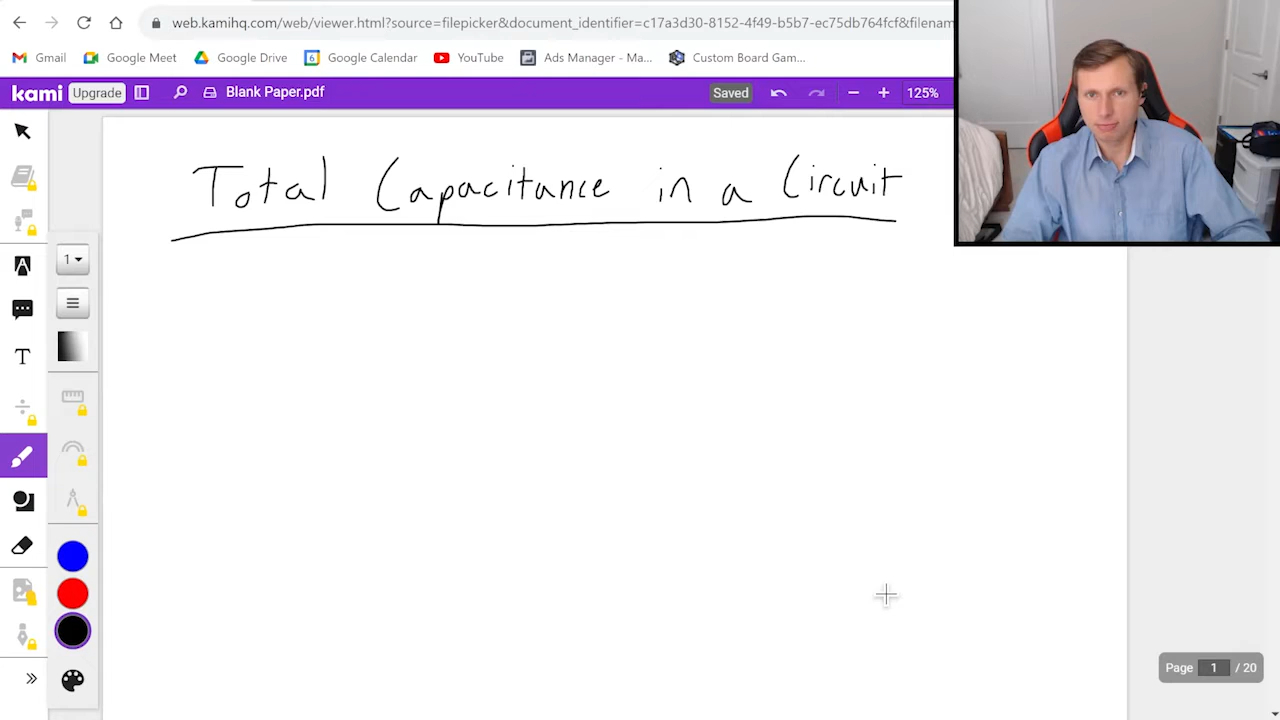 web.kamihq.com/web/viewer.html?source=filepicker&document_identifier=c17a3d30-8152-4f49-b5b7-ec75db764fcf&filenam
Gmail Google Meet Google Drive 6 Google Calendar YouTube Ads Manager - Ma... Custom Board Gam...
kami Upgrade Blank Paper.pdf Saved 125%
Total Capacitance in a Circuit
1
A
T
Page 1 / 20